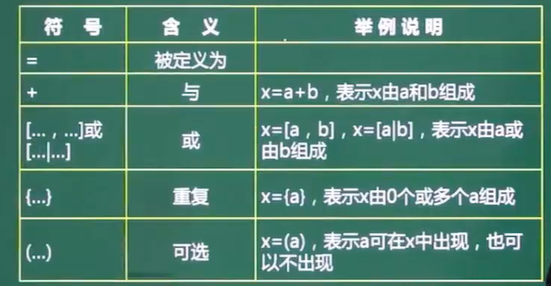 符号 含义 举例说明
= 被定义为
+ 与 x=a+b，表示x由a和b组成
[...，...]或 x=[a，b]，x=[a|b]，表示x由a或
[...|...] 或 由b组成
{...} 重复 x={a}，表示x由0个或多个a组成
(...) 可选 x=(a)，表示a可在x中出现，也可
以不出现